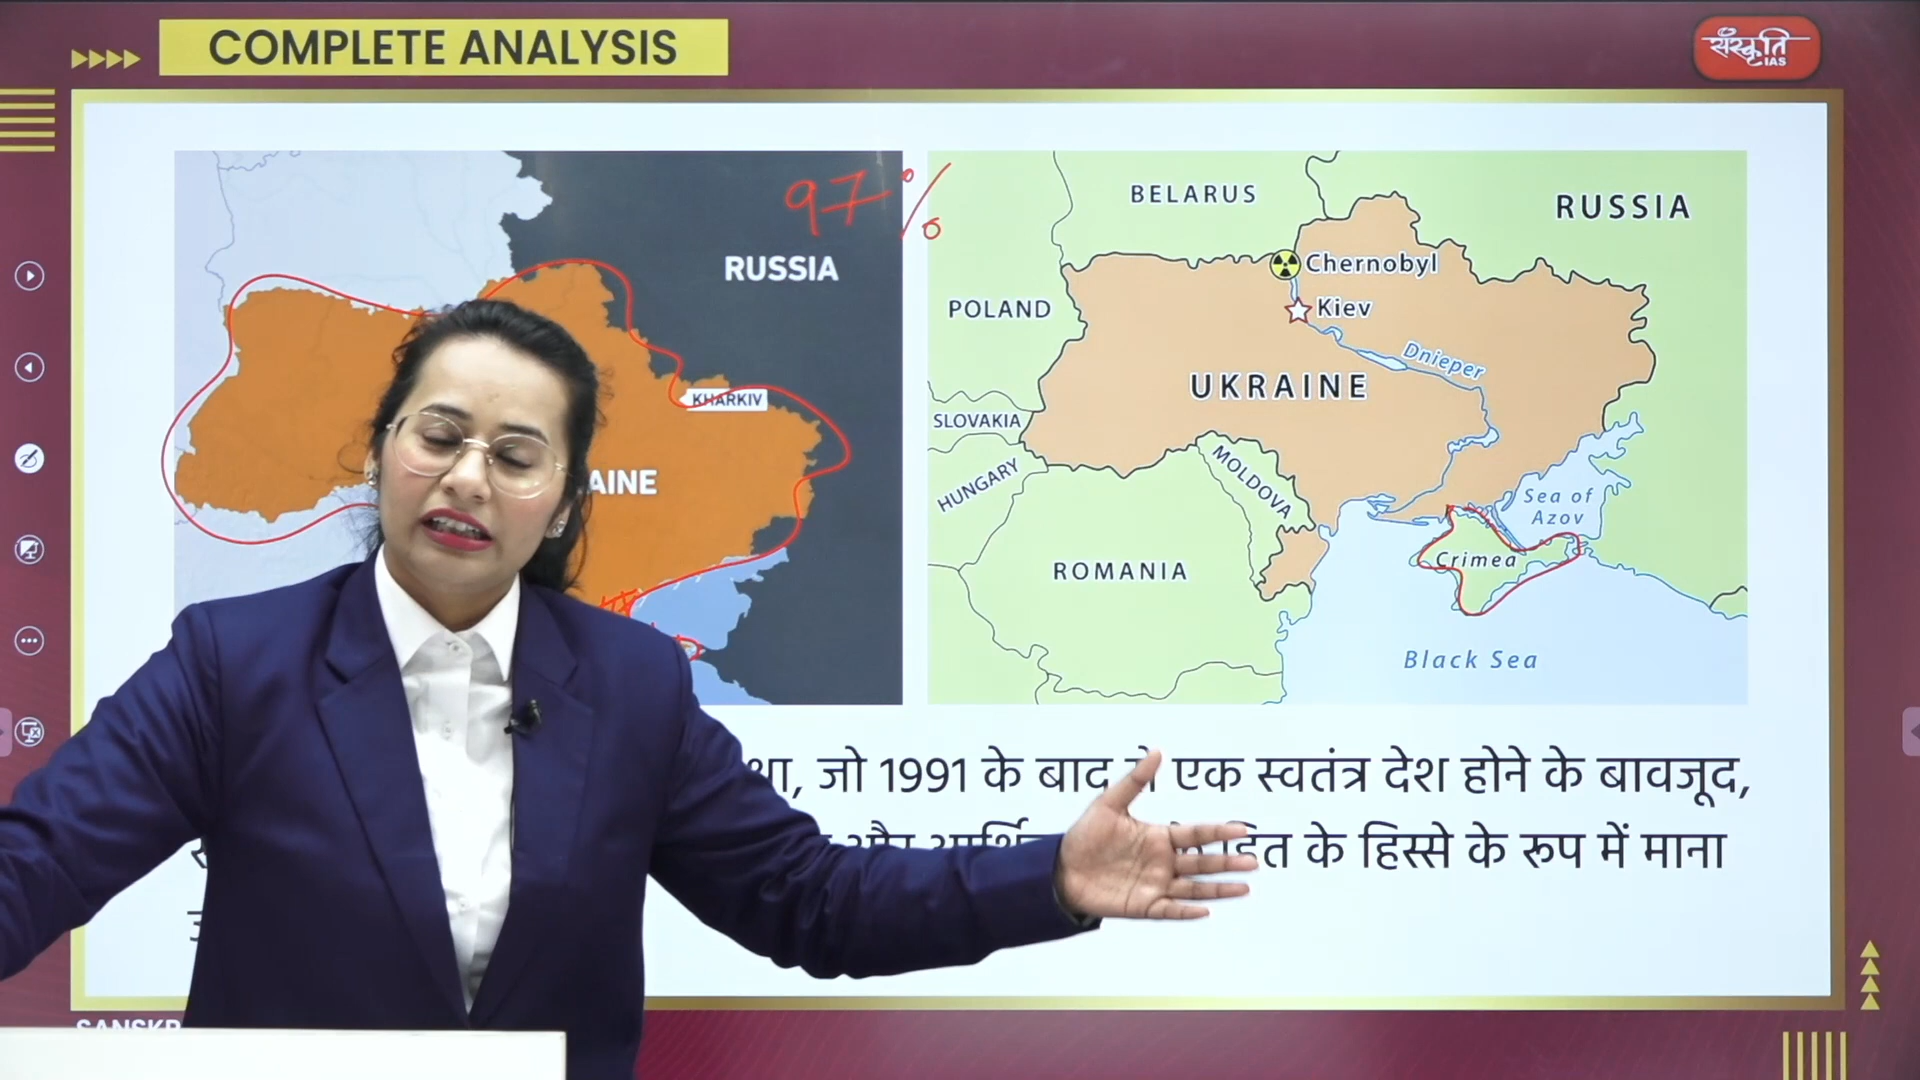 COMPLETE ANALYSIS
संस्कृति
IAS
97%
RUSSIA
KHARKIV
AINE
BELARUS
RUSSIA
Chernobyl
POLAND
Kiev
Dnieper
UKRAINE
SLOVAKIA
HUNGARY
MOLDOVA
Sea of
Azov
Crimea
ROMANIA
Black Sea
था, जो 1991 के बाद एक स्वतंत्र देश होने के बावजूद,
और के हिस्से के रूप में माना